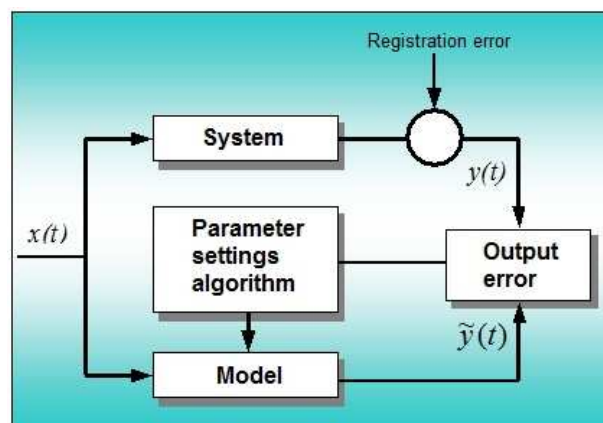 Registration error
System
y(t)
x(t)
Parameter
settings
algorithm
Output
error
ỹ(t)
Model